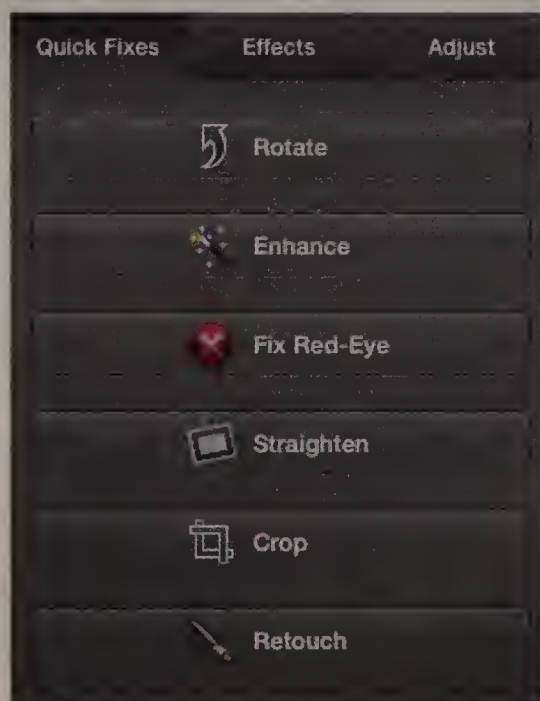 Quick Fixes Effects Adjust
Rotate
Enhance
Fix Red-Eye
Straighten
Crop
Retouch